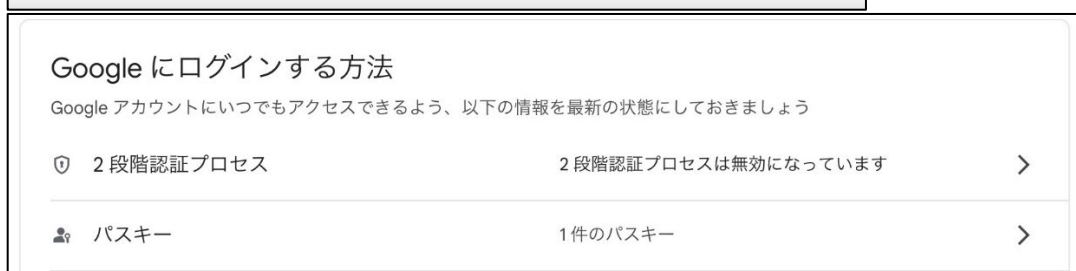 Google にログインする方法
Google アカウントにいつでもアクセスできるよう、以下の情報を最新の状態にしておきましょう
2 段階認証プロセス 2 段階認証プロセスは無効になっています
パスキー 1 件のパスキー